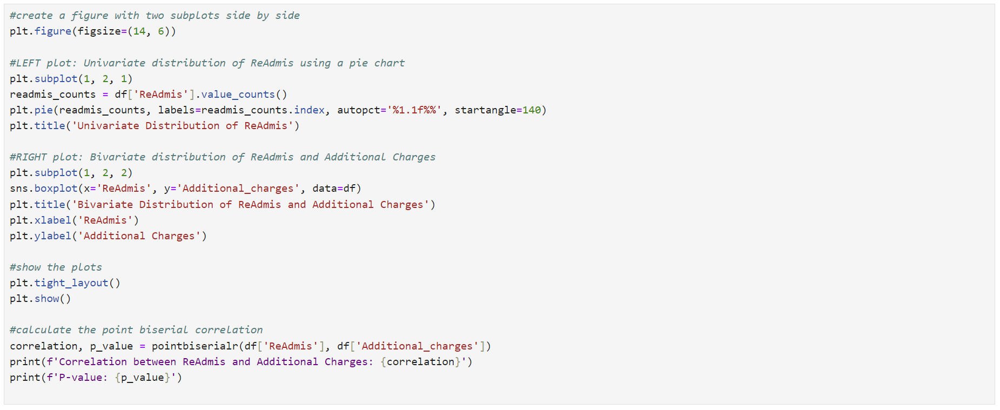 #create a figure with two subplots side by side
plt.figure(figsize=(14, 6))
#LEFT plot: Univariate distribution of ReAdmis using a pie chart
plt.subplot(1, 2, 1)
readmis_counts = df['ReAdmis'].value_counts()
plt.pie(readmis_counts, labels=readmis_counts.index, autopct='%1.1f%%', startangle=140)
plt.title('Univariate Distribution of ReAdmis')
#RIGHT plot: Bivariate distribution of ReAdmis and Additional Charges
plt.subplot(1, 2, 2)
sns.boxplot(x='ReAdmis', y='Additional_charges', data=df)
plt.title('Bivariate Distribution of ReAdmis and Additional Charges')
plt.xlabel('ReAdmis')
plt.ylabel('Additional Charges')
#show the plots
plt.tight_layout()
plt.show()
#calculate the point biserial correlation
correlation, p_value = pointbiserialr(df['ReAdmis'], df['Additional_charges'])
print(f'Correlation between ReAdmis and Additional Charges: {correlation}')
print(f'P-value: {p_value}')